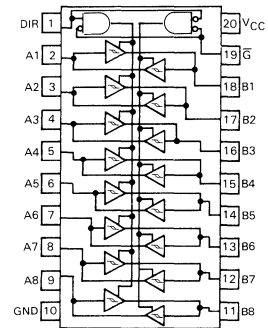 DIR 1 20 VCC
A1 2 19 G̅
A2 3 18 B1
A3 4 17 B2
A4 5 16 B3
A5 6 15 B4
A6 7 14 B5
A7 8 13 B6
A8 9 12 B7
GND 10 11 B8